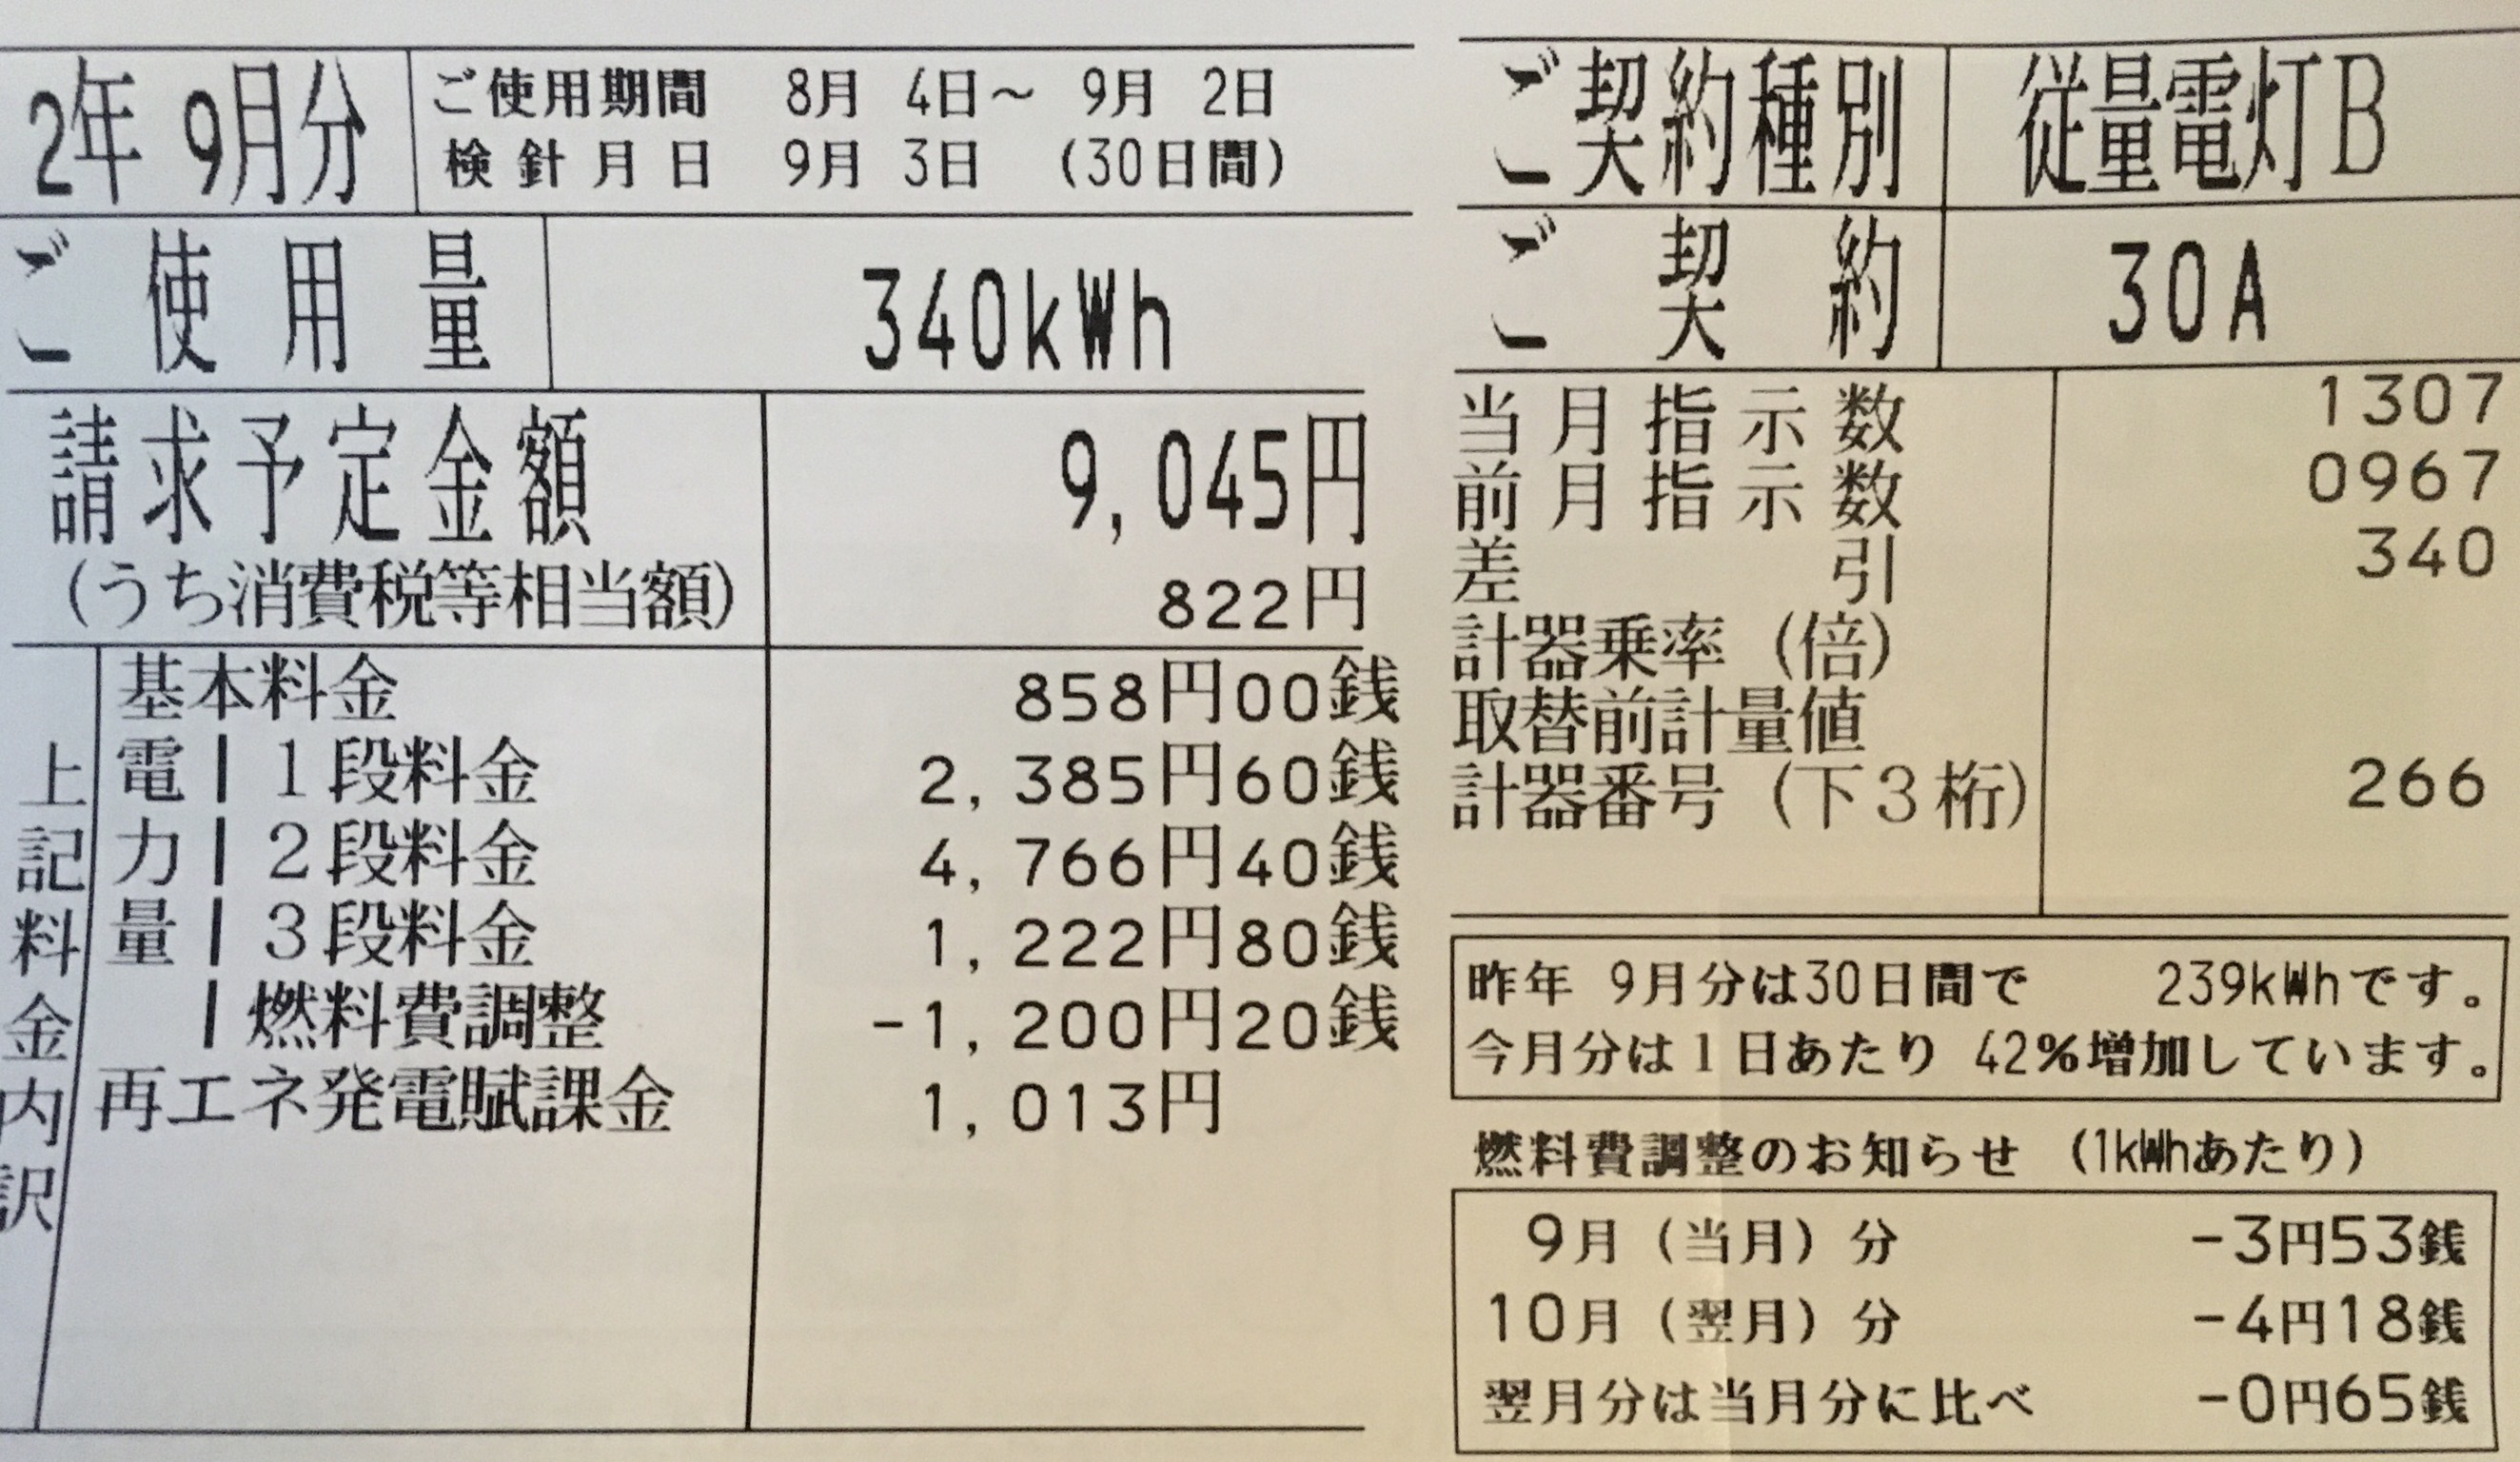 2年 9月分
ご使用期間 8月 4日～ 9月 2日
検針月日 9月 3日 (30日間)
ご使用量 340kWh
請求予定金額 9,045円
(うち消費税等相当額) 822円
上記料金内訳
基本料金 858円00銭
電力量
1段料金 2,385円60銭
2段料金 4,766円40銭
3段料金 1,222円80銭
燃料費調整 -1,200円20銭
再エネ発電賦課金 1,013円
ご契約種別 従量電灯B
ご契約 30A
当月指示数 1307
前月指示数 0967
差引 340
計器乗率(倍)
取替前計量値
計器番号(下3桁) 266
昨年 9月分は30日間で 239kWhです。
今月分は1日あたり 42%増加しています。
燃料費調整のお知らせ (1kWhあたり)
9月(当月)分 -3円53銭
10月(翌月)分 -4円18銭
翌月分は当月分に比べ -0円65銭